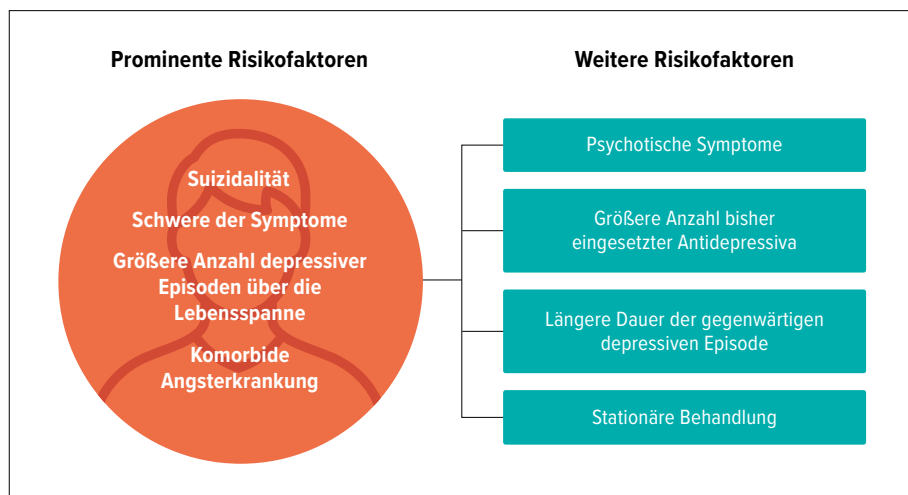 Prominente Risikofaktoren
Suizidalität
Schwere der Symptome
Größere Anzahl depressiver
Episoden über die
Lebensspanne
Komorbide
Angsterkrankung
Weitere Risikofaktoren
Psychotische Symptome
Größere Anzahl bisher
eingesetzter Antidepressiva
Längere Dauer der gegenwärtigen
depressiven Episode
Stationäre Behandlung